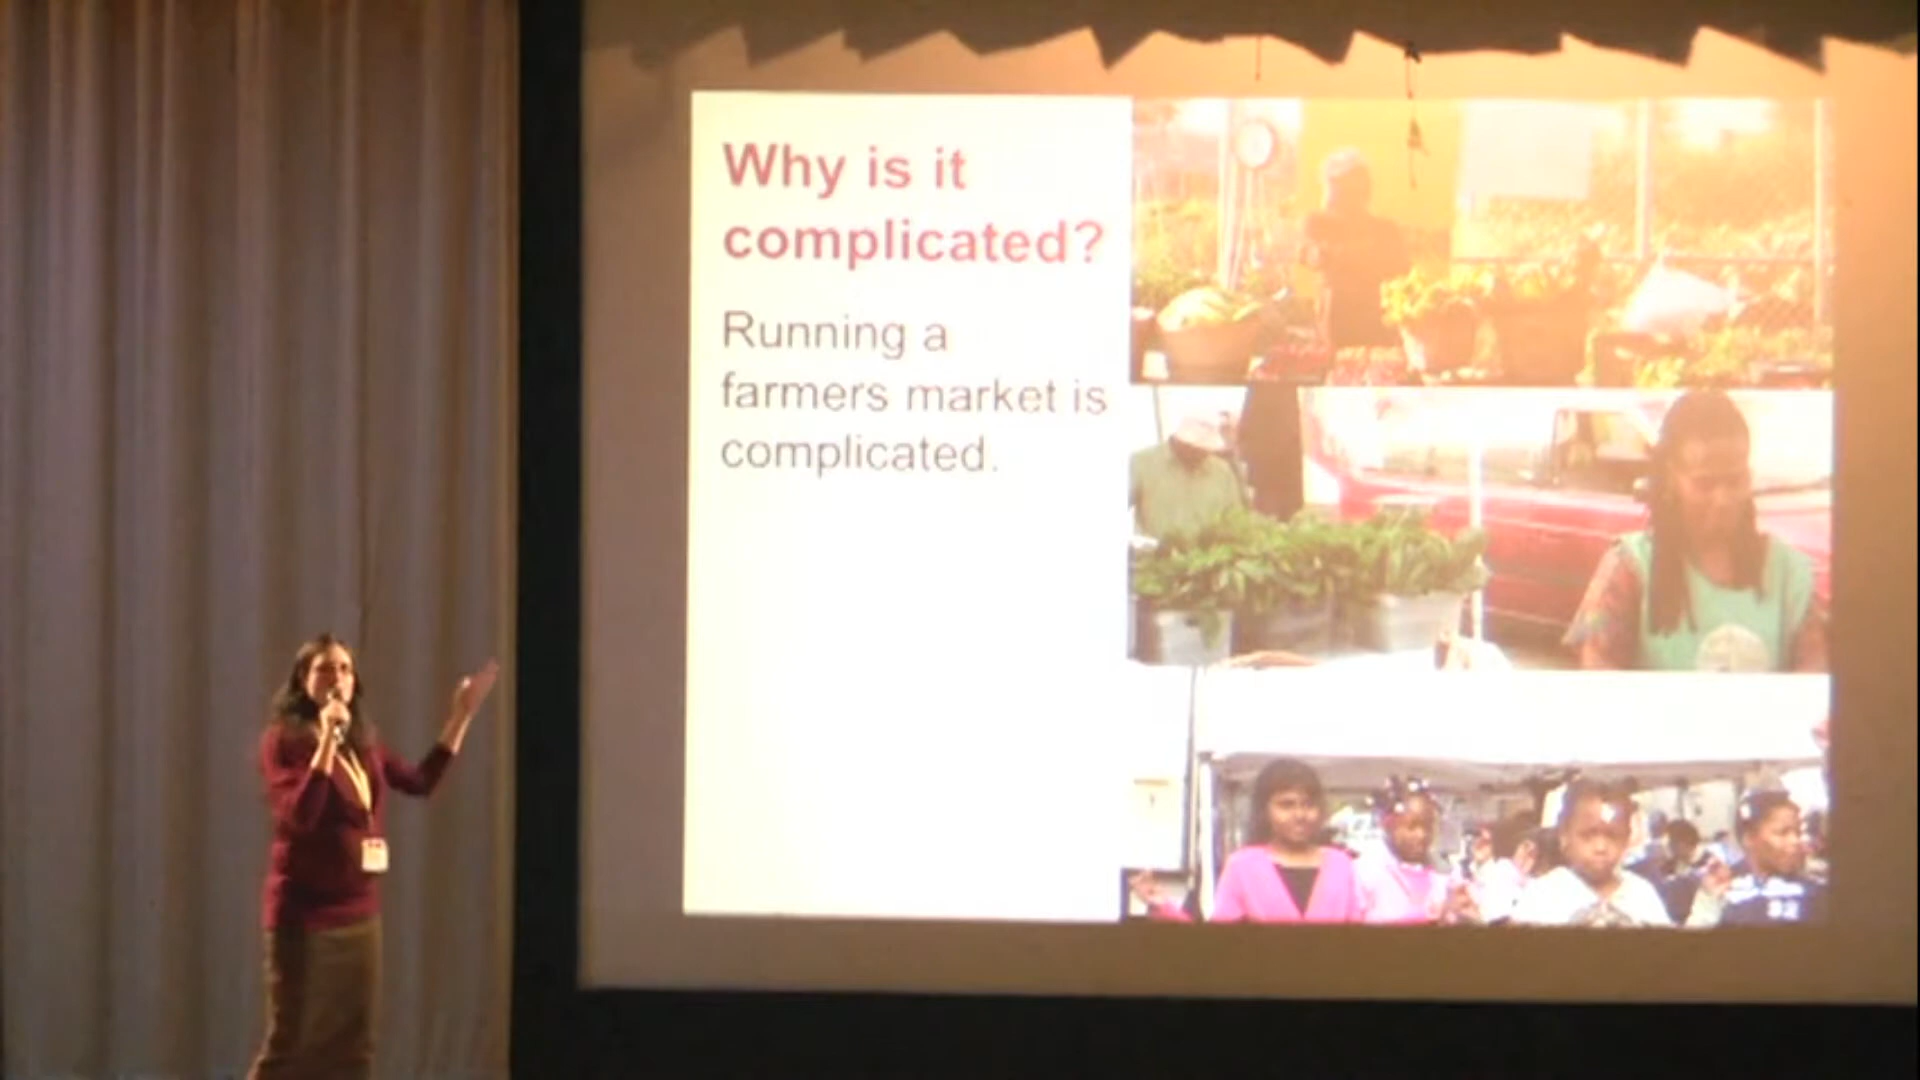 Why is it
complicated?
Running a
farmers market is
complicated.